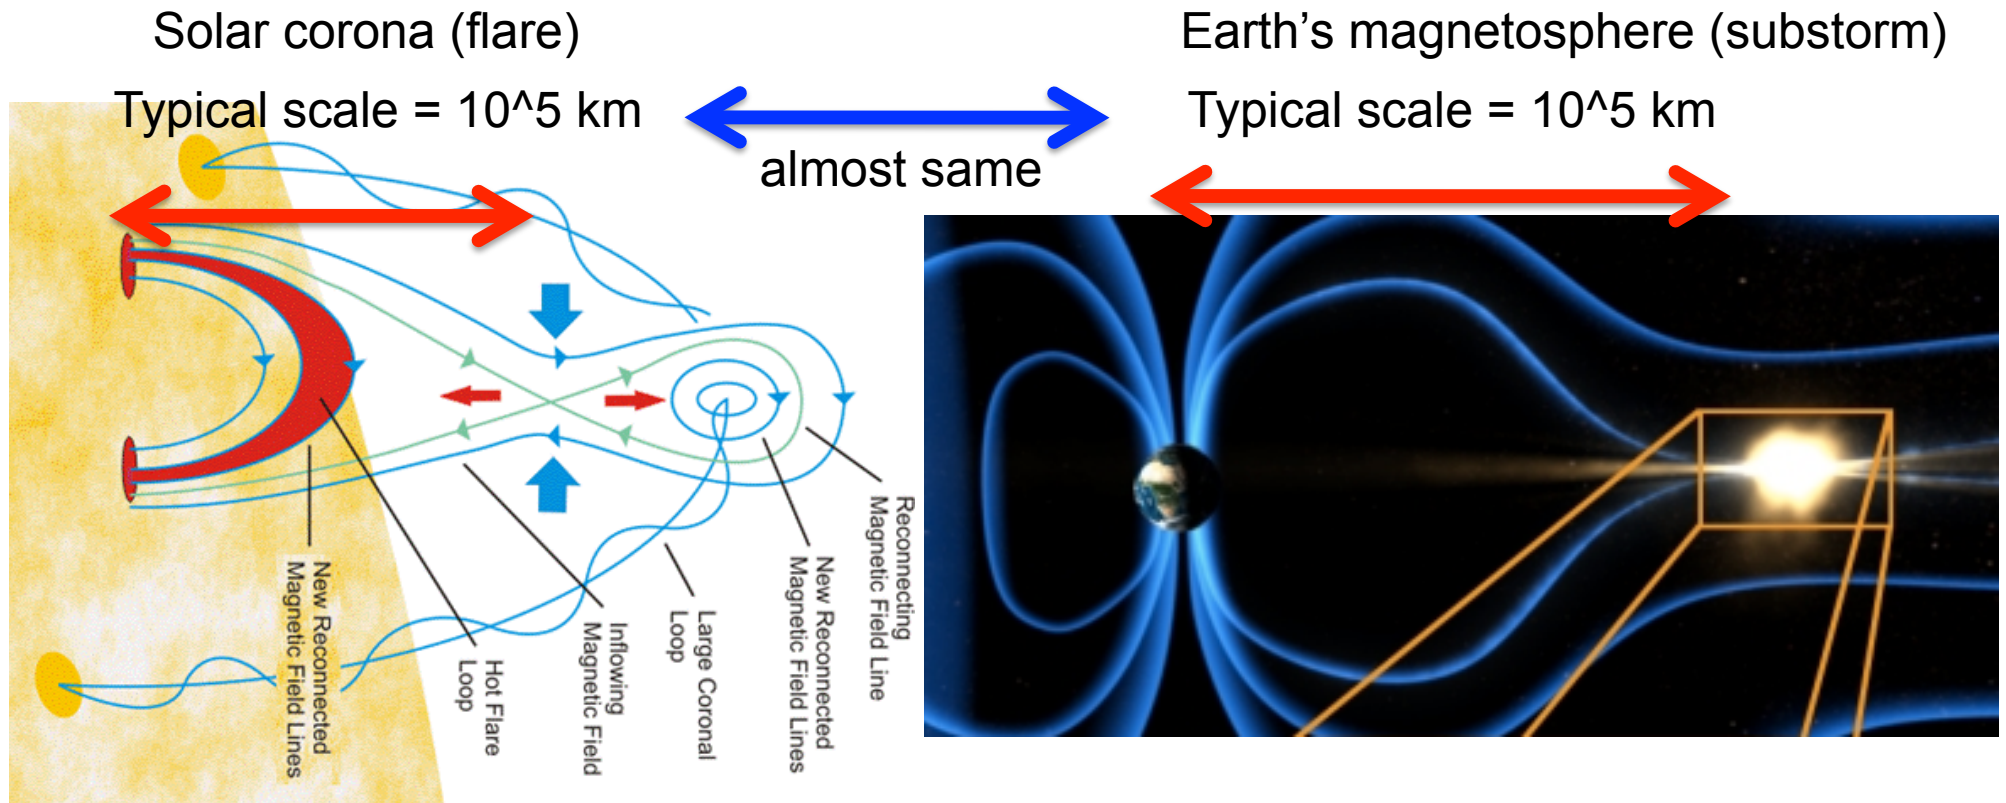 Solar corona (flare)
Typical scale = 10^5 km
almost same
Earth’s magnetosphere (substorm)
Typical scale = 10^5 km
New Reconnected
Magnetic Field Lines
Hot Flare
Loop
Inflowing
Magnetic Field
Large Coronal
Loop
New Reconnected
Magnetic Field Lines
Reconnecting
Magnetic Field Line